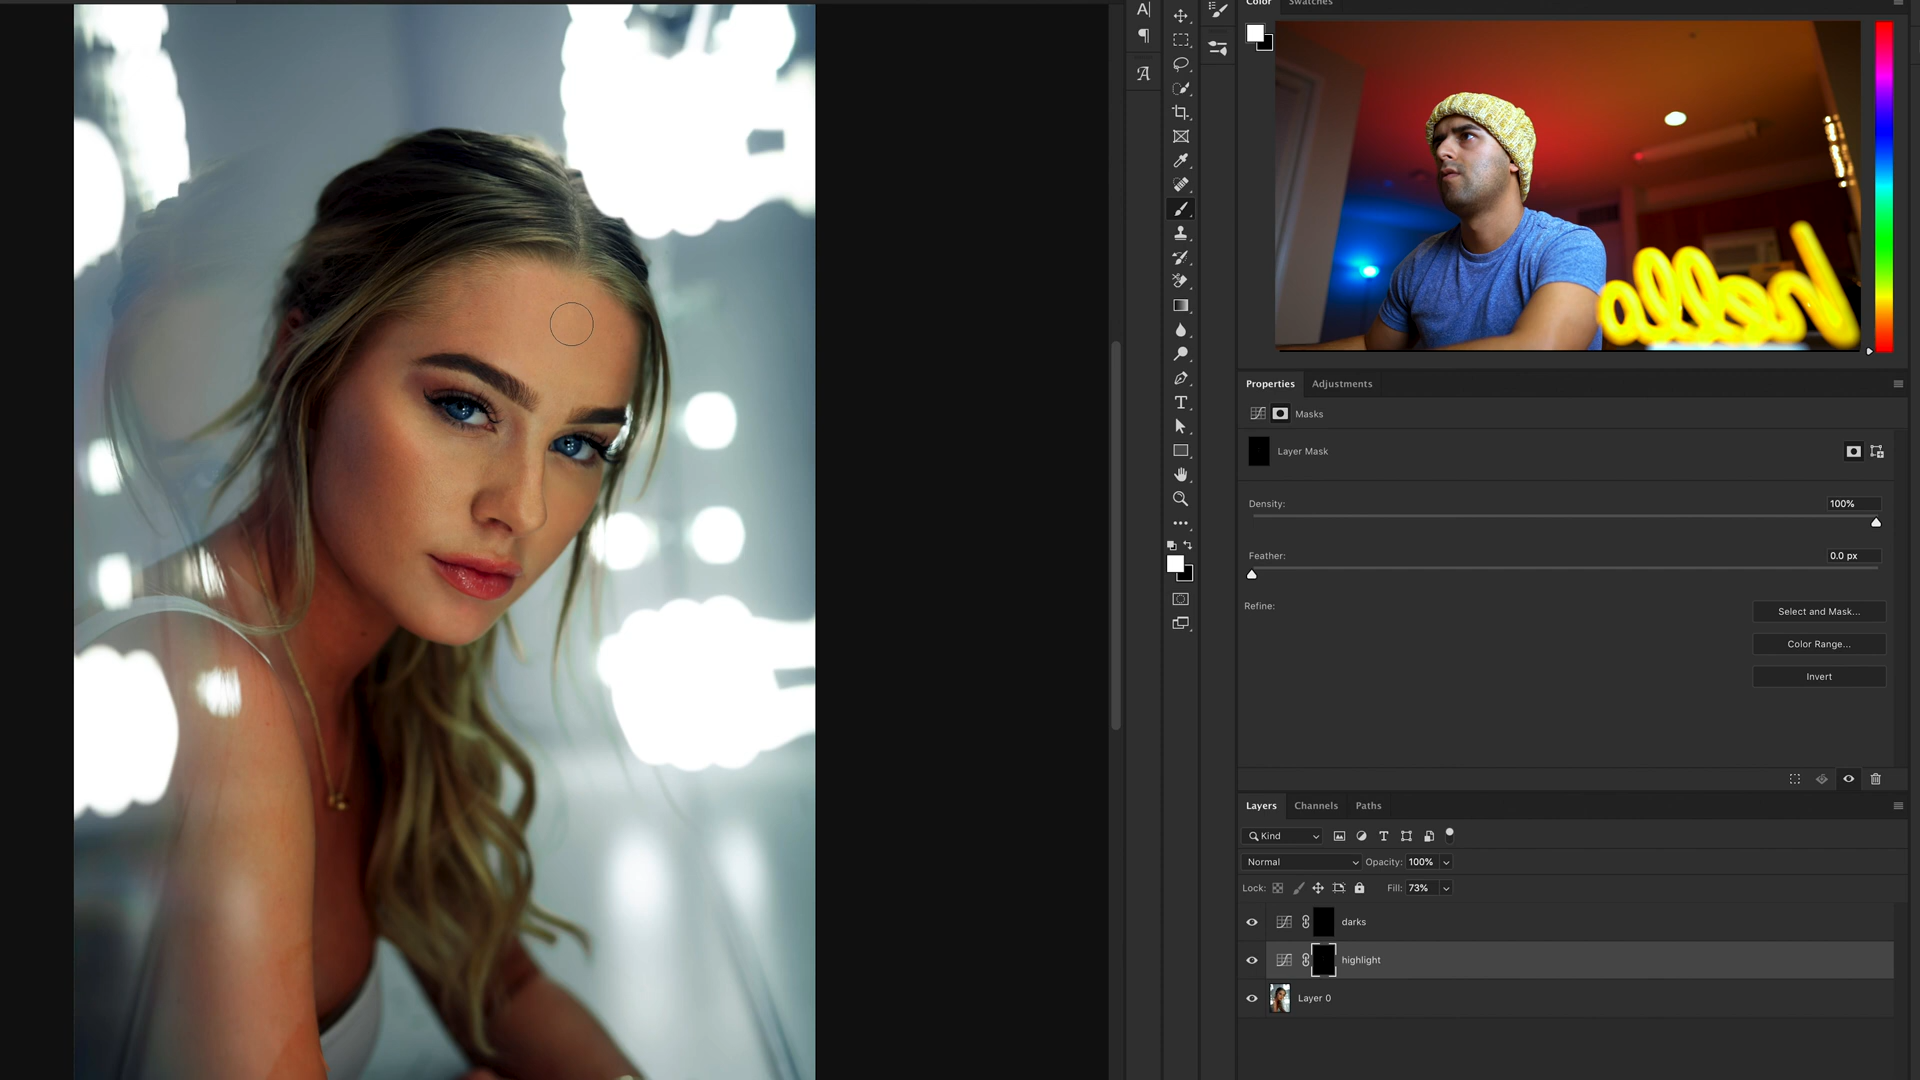 Color Swatches
hello
Properties Adjustments
Masks
Layer Mask
Density: 100%
Feather: 0.0 px
Refine:
Select and Mask...
Color Range...
Invert
Layers Channels Paths
Kind
Normal Opacity: 100%
Lock: Fill: 73%
darks
highlight
Layer 0